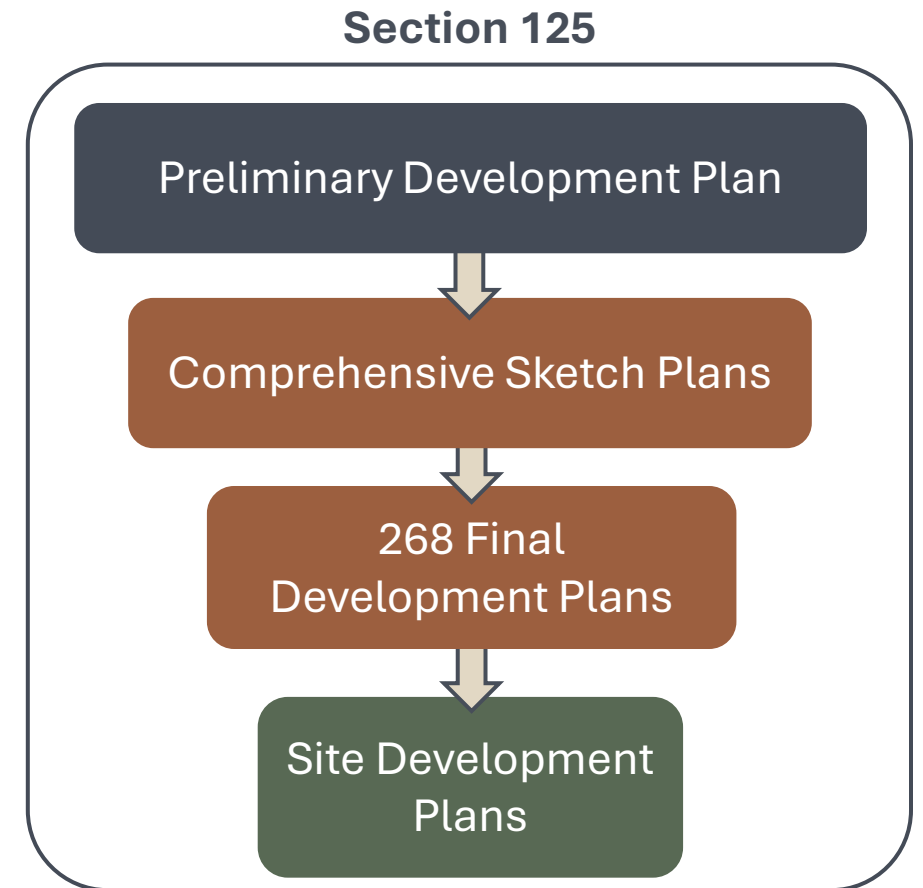 Section 125
Preliminary Development Plan
Comprehensive Sketch Plans
268 Final
Development Plans
Site Development
Plans